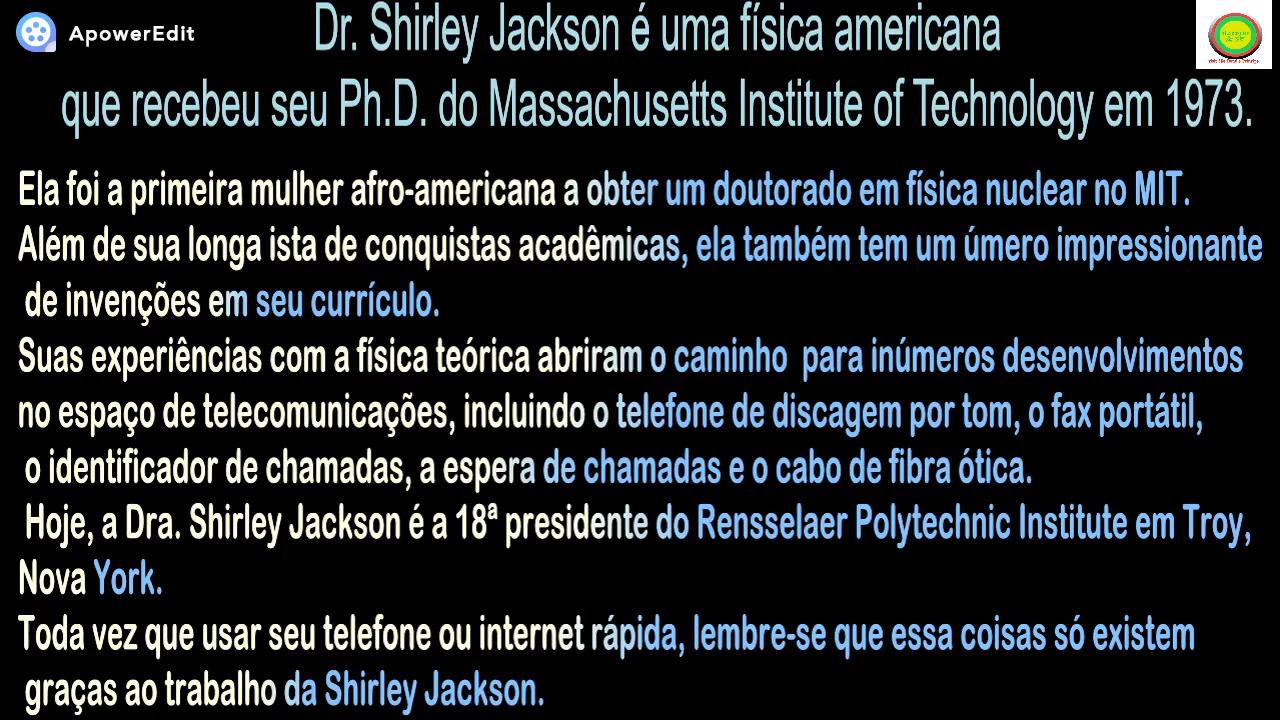 ApowerEdit
Dr. Shirley Jackson é uma física americana
que recebeu seu Ph.D. do Massachusetts Institute of Technology em 1973.
Ela foi a primeira mulher afro-americana a obter um doutorado em física nuclear no MIT.
Além de sua longa ista de conquistas acadêmicas, ela também tem um úmero impressionante
de invenções em seu currículo.
Suas experiências com a física teórica abriram o caminho para inúmeros desenvolvimentos
no espaço de telecomunicações, incluindo o telefone de discagem por tom, o fax portátil,
o identificador de chamadas, a espera de chamadas e o cabo de fibra ótica.
Hoje, a Dra. Shirley Jackson é a 18ª presidente do Rensselaer Polytechnic Institute em Troy,
Nova York.
Toda vez que usar seu telefone ou internet rápida, lembre-se que essa coisas só existem
graças ao trabalho da Shirley Jackson.